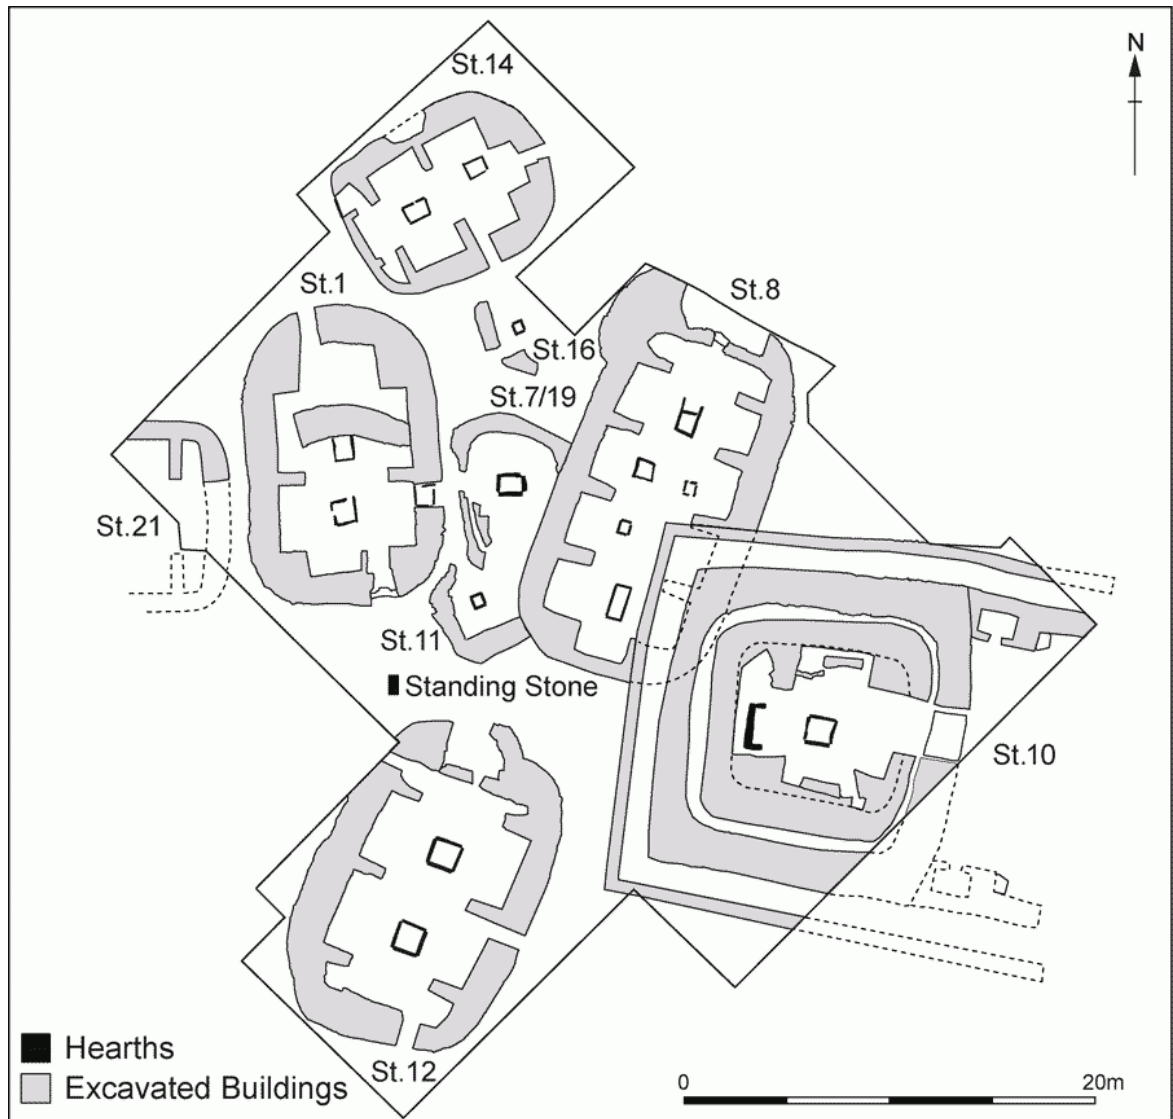 N
St.14
St.1
St.8
St.16
St.7/19
St.21
St.11
Standing Stone
St.10
St.12
Hearths
Excavated Buildings
0
20m